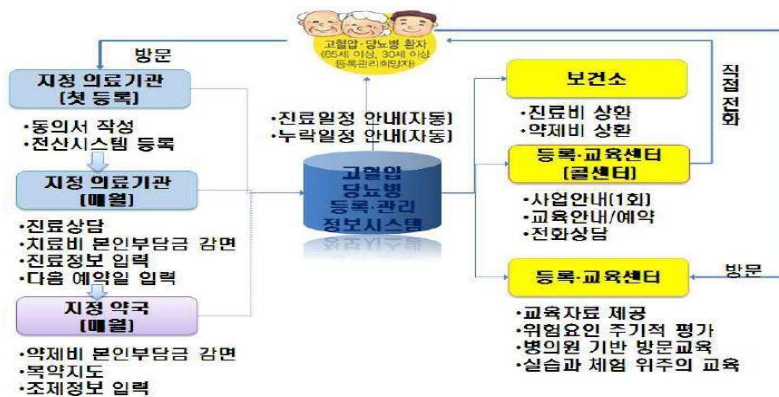 고혈압·당뇨병 환자
(65세 이상, 30세 이상
등록관리희망자)
방문
지정 의료기관
(첫 등록)
•동의서 작성
•전산시스템 등록
지정 의료기관
(매월)
•진료상담
•치료비 본인부담금 감면
•진료정보 입력
•다음 예약일 입력
지정 약국
(매월)
•약제비 본인부담금 감면
•복약지도
•조제정보 입력
•진료일정 안내(자동)
•누락일정 안내(자동)
고혈압
당뇨병
등록·관리
정보시스템
보건소
•진료비 상환
•약제비 상환
등록·교육센터
(콜센터)
•사업안내(1회)
•교육안내/예약
•전화상담
직접 전화
등록·교육센터
방문
•교육자료 제공
•위험요인 주기적 평가
•병의원 기반 방문교육
•실습과 체험 위주의 교육